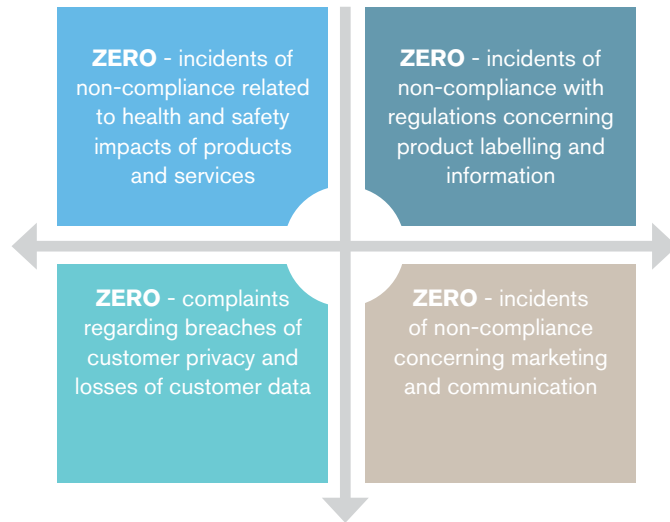 ZERO - incidents of
non-compliance related
to health and safety
impacts of products
and services
ZERO - incidents of
non-compliance with
regulations concerning
product labelling and
information
ZERO - complaints
regarding breaches of
customer privacy and
losses of customer data
ZERO - incidents
of non-compliance
concerning marketing
and communication